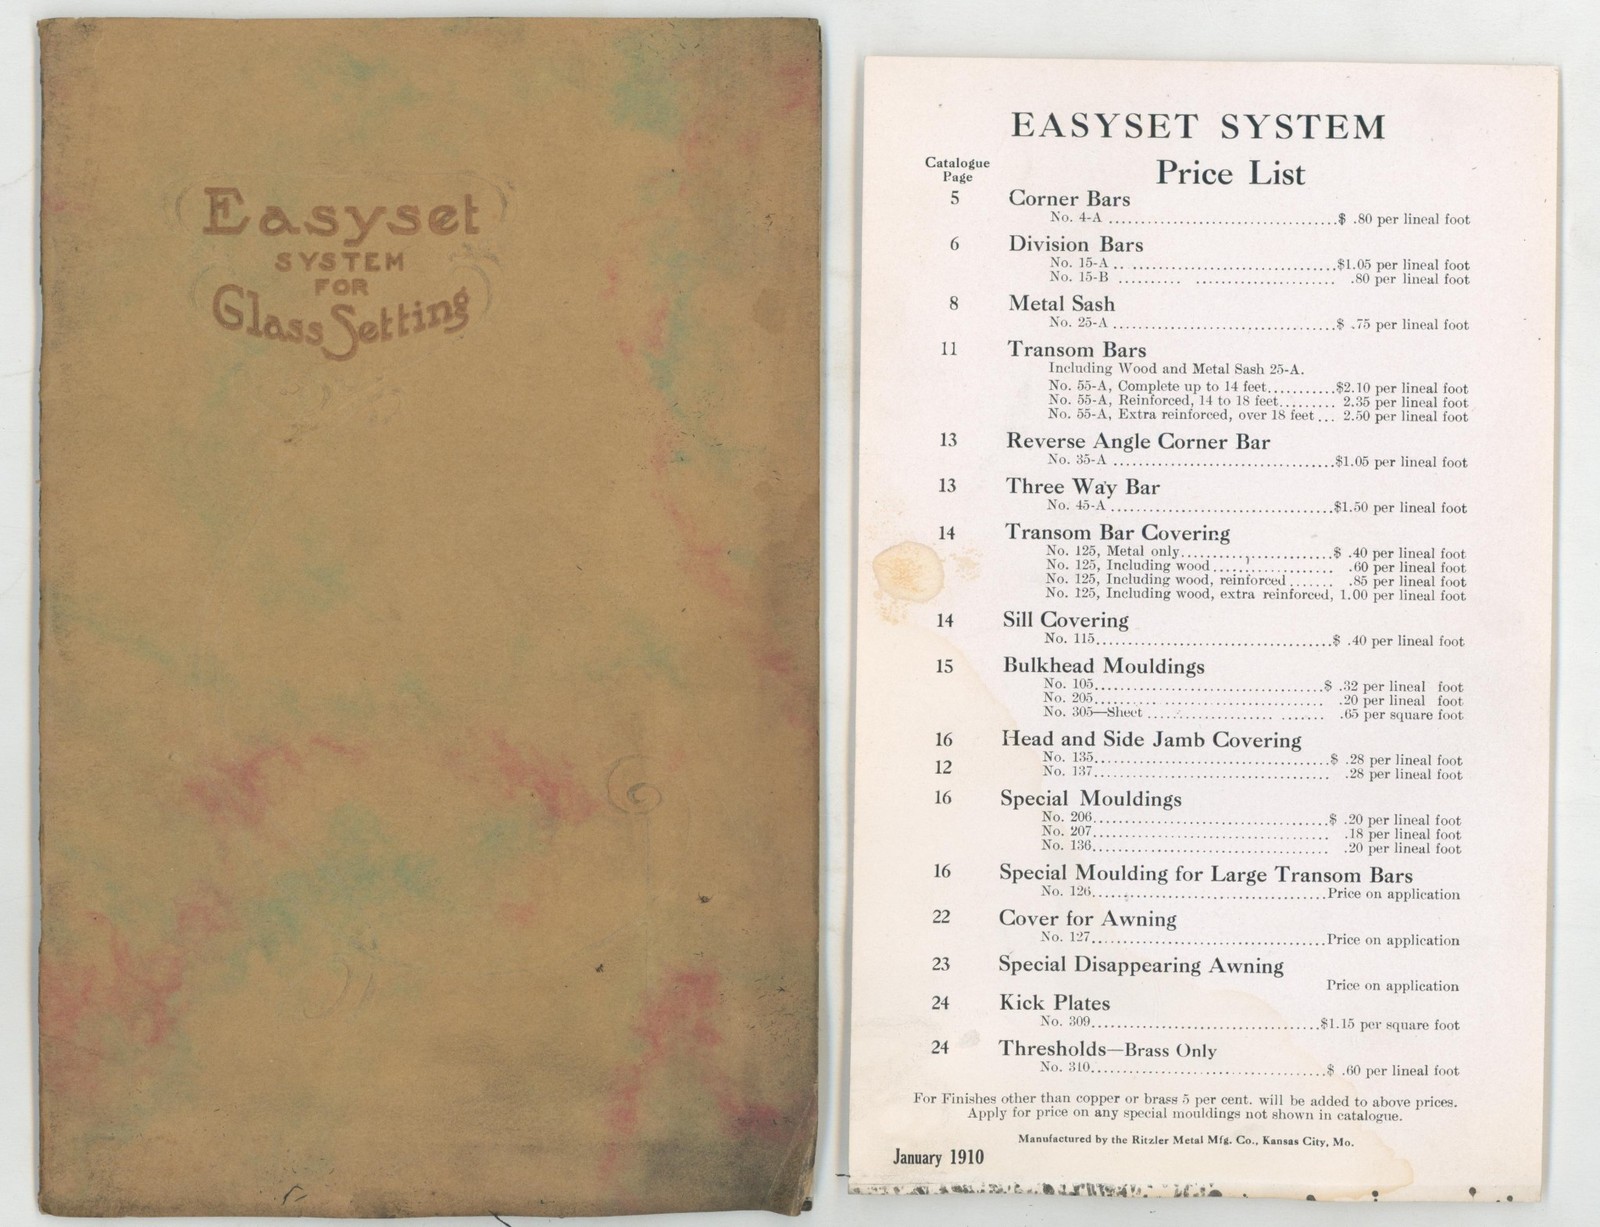 Easyset
SYSTEM
FOR
Glass Setting
EASYSET SYSTEM
Catalogue
Page
Price List
5 Corner Bars
No. 4-A ....................................$ .80 per lineal foot
6 Division Bars
No. 15-A .. ................................$1.05 per lineal foot
No. 15-B .......... ...................... .80 per lineal foot
8 Metal Sash
No. 25-A ...................................$ .75 per lineal foot
11 Transom Bars
Including Wood and Metal Sash 25-A.
No. 55-A, Complete up to 14 feet..........$2.10 per lineal foot
No. 55-A, Reinforced, 14 to 18 feet......... 2.35 per lineal foot
No. 55-A, Extra reinforced, over 18 feet... 2.50 per lineal foot
13 Reverse Angle Corner Bar
No. 35-A ...................................$1.05 per lineal foot
13 Three Way Bar
No. 45-A ...................................$1.50 per lineal foot
14 Transom Bar Covering
No. 125, Metal only.......................$ .40 per lineal foot
No. 125, Including wood................... .60 per lineal foot
No. 125, Including wood, reinforced....... .85 per lineal foot
No. 125, Including wood, extra reinforced, 1.00 per lineal foot
14 Sill Covering
No. 115....................................$ .40 per lineal foot
15 Bulkhead Mouldings
No. 105...................................$ .32 per lineal foot
No. 205................................... .20 per lineal foot
No. 305—Sheet ................... ....... .65 per square foot
16 Head and Side Jamb Covering
No. 135....................................$ .28 per lineal foot
12 No. 137.................................... .28 per lineal foot
16 Special Mouldings
No. 206....................................$ .20 per lineal foot
No. 207.................................... .18 per lineal foot
No. 136.................................... .20 per lineal foot
16 Special Moulding for Large Transom Bars
No. 126....................................Price on application
22 Cover for Awning
No. 127....................................Price on application
23 Special Disappearing Awning
Price on application
24 Kick Plates
No. 309...................................$1.15 per square foot
24 Thresholds—Brass Only
No. 310....................................$ .60 per lineal foot
For Finishes other than copper or brass 5 per cent. will be added to above prices.
Apply for price on any special mouldings not shown in catalogue.
Manufactured by the Ritzler Metal Mfg. Co., Kansas City, Mo.
January 1910